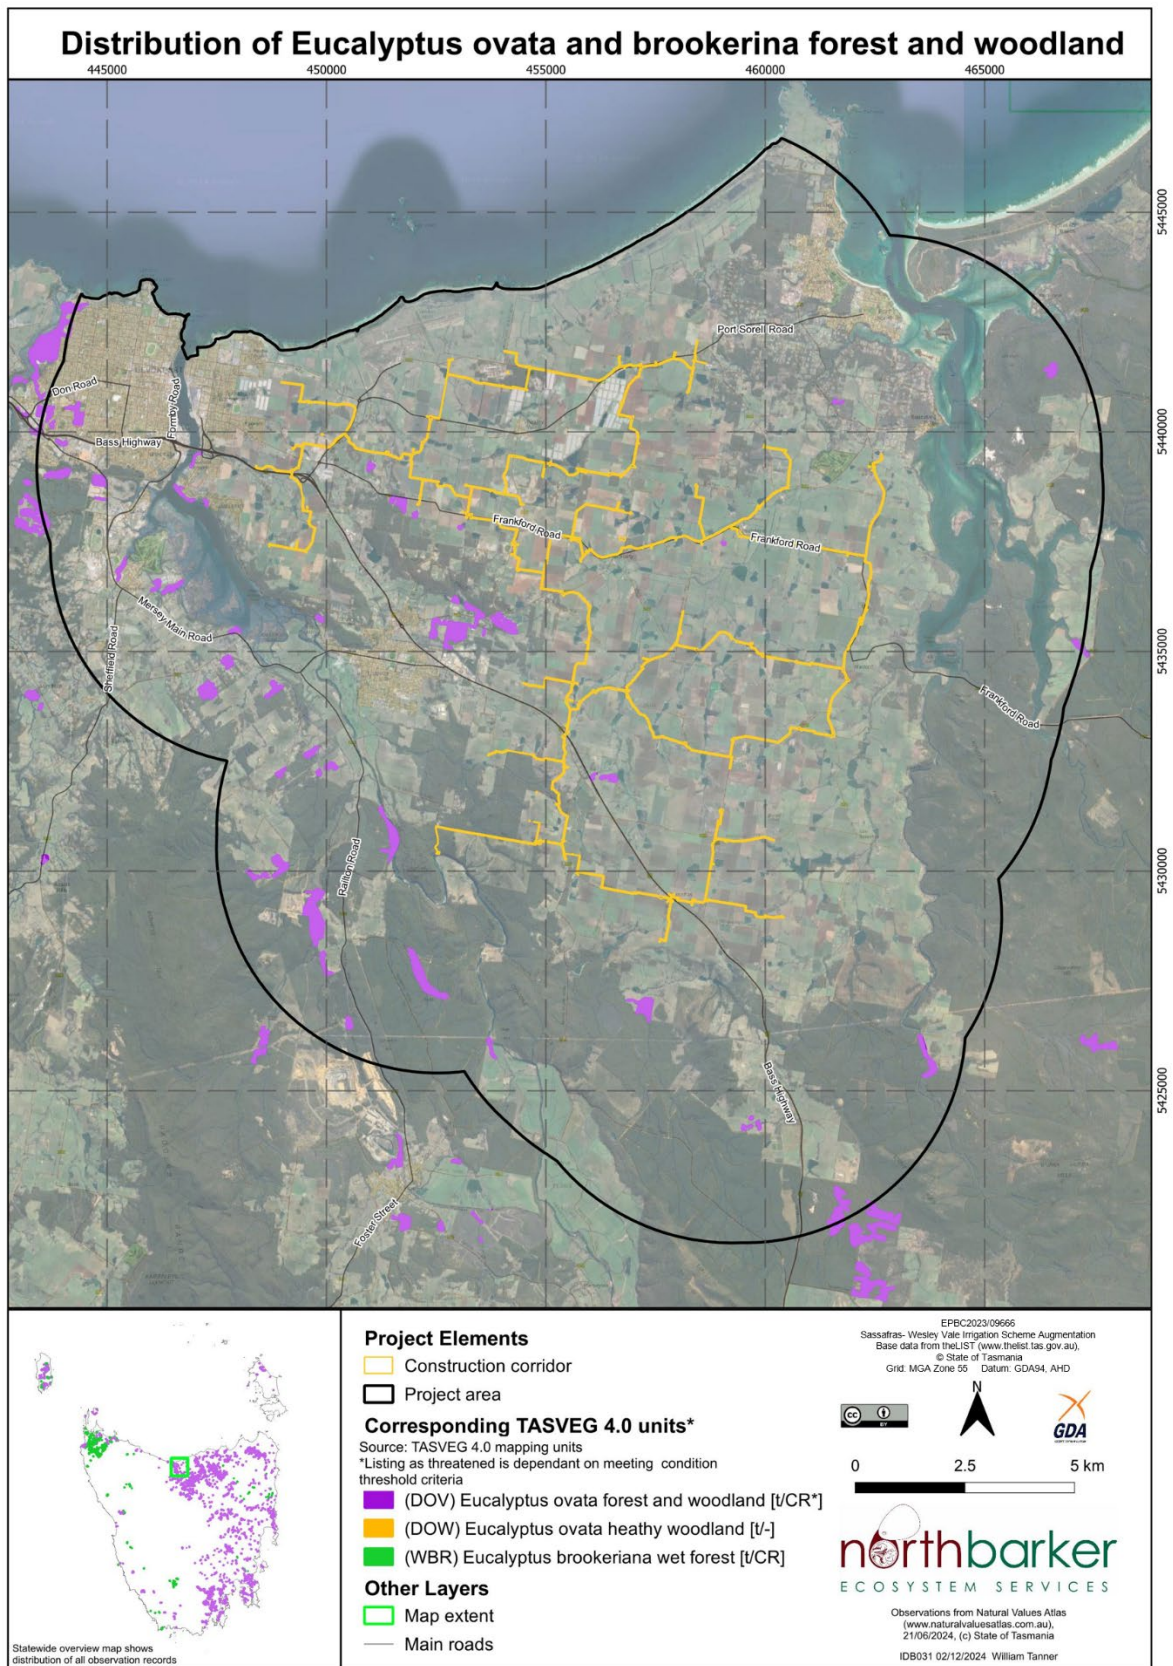 Distribution of Eucalyptus ovata and brookerina forest and woodland
445000
450000
455000
460000
465000
5445000
5440000
5435000
5430000
5425000
Port Sorell Road
Don Road
Formby Road
Bass Highway
Frankford Road
Frankford Road
Mersey Main Road
Sheffield Road
Frankford Road
Railton Road
Bass Highway
Foster Street
Statewide overview map shows
distribution of all observation records
Project Elements
Construction corridor
Project area
Corresponding TASVEG 4.0 units*
Source: TASVEG 4.0 mapping units
*Listing as threatened is dependant on meeting condition
threshold criteria
(DOV) Eucalyptus ovata forest and woodland [t/CR*]
(DOW) Eucalyptus ovata heathy woodland [t/-]
(WBR) Eucalyptus brookeriana wet forest [t/CR]
Other Layers
Map extent
Main roads
EPBC2023/09666
Sassafras- Wesley Vale Irrigation Scheme Augmentation
Base data from theLIST (www.thelist.tas.gov.au),
© State of Tasmania
Grid: MGA Zone 55 Datum: GDA94, AHD
N
CC BY
GDA
0 2.5 5 km
northbarker
ECOSYSTEM SERVICES
Observations from Natural Values Atlas
(www.naturalvaluesatlas.com.au),
21/06/2024, (c) State of Tasmania
IDB031 02/12/2024 William Tanner